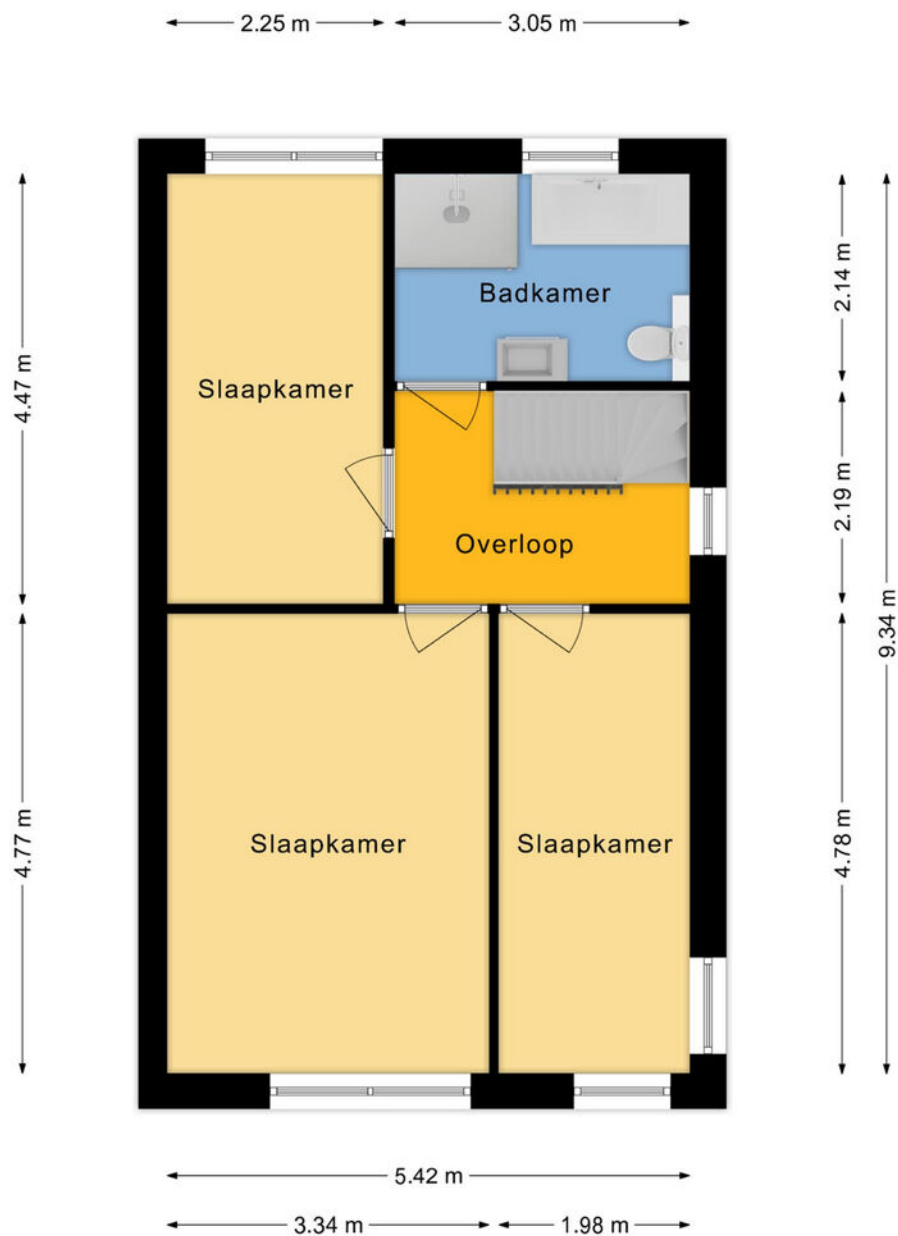 2.25 m
3.05 m
4.47 m
2.14 m
9.34 m
Badkamer
Slaapkamer
2.19 m
Overloop
4.77 m
Slaapkamer
Slaapkamer
4.78 m
5.42 m
3.34 m
1.98 m